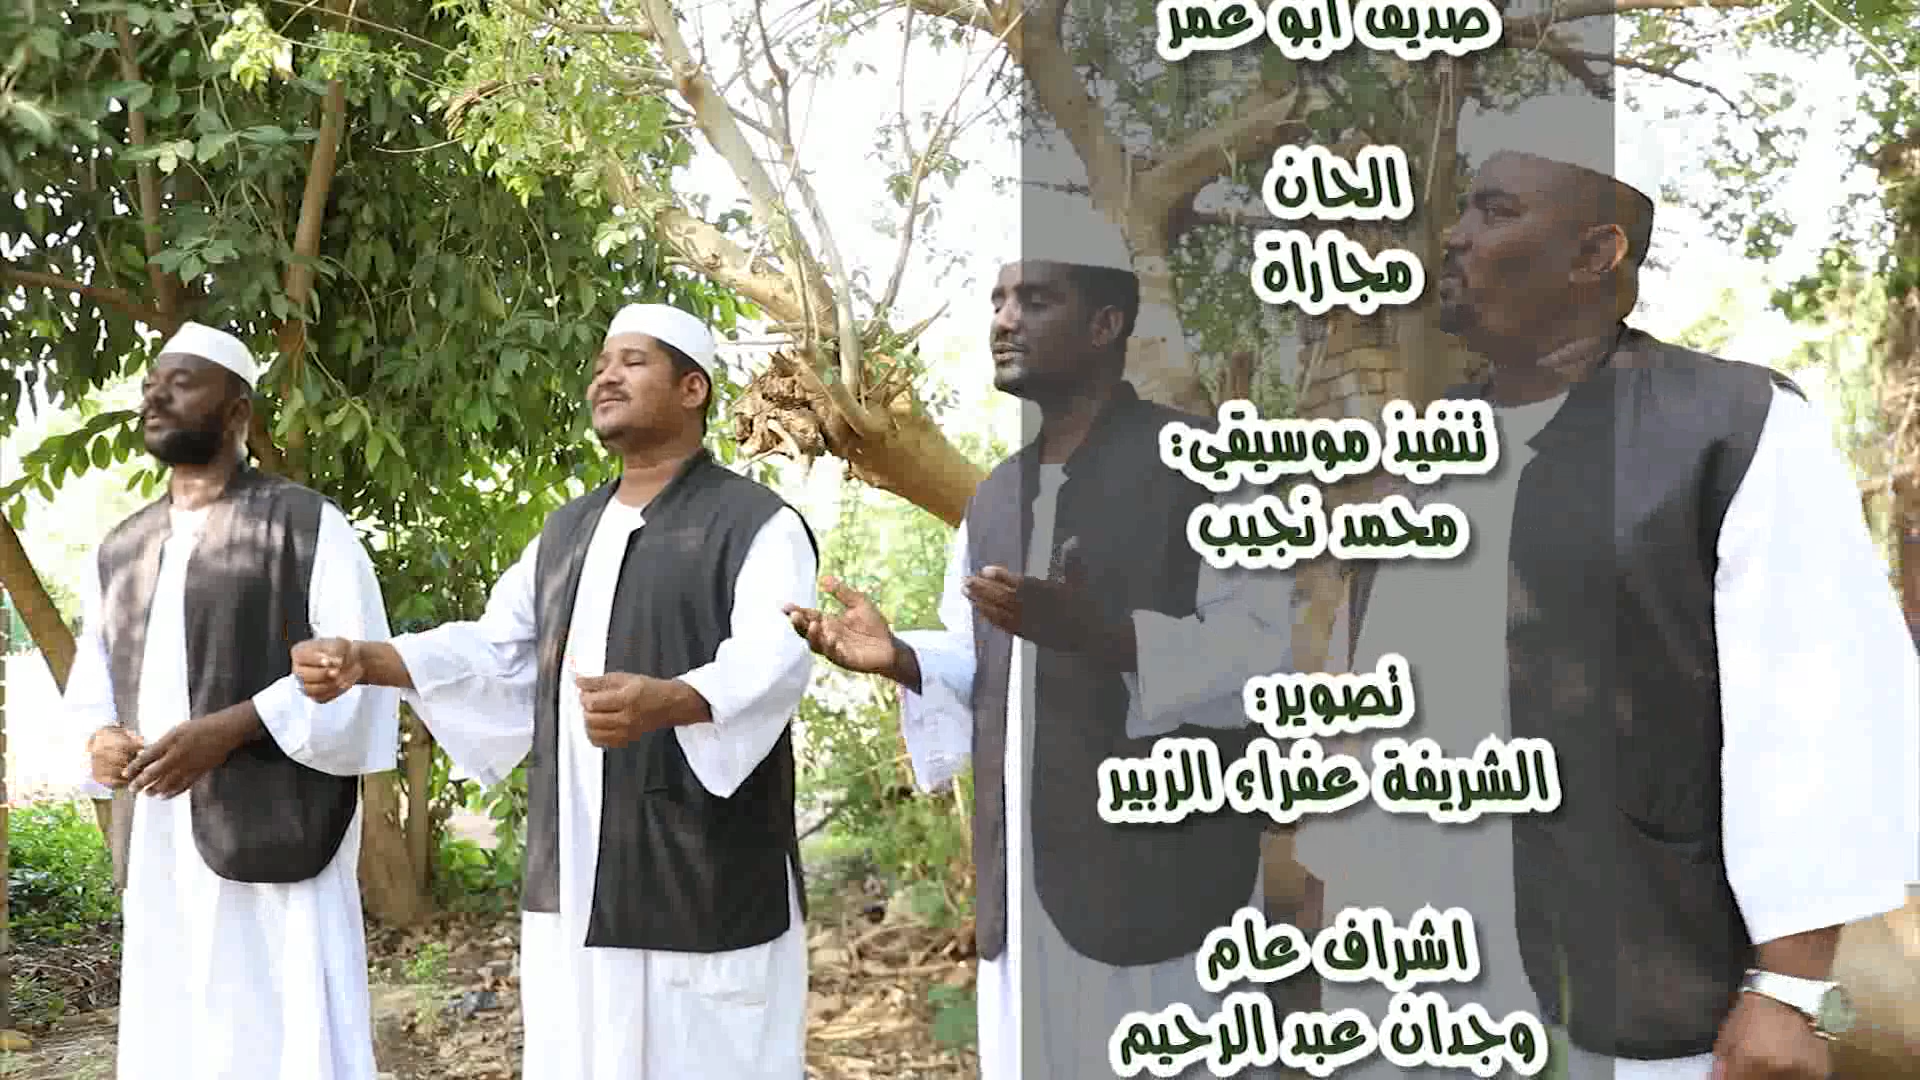 صديق ابو عمر
الحان
مجاراة
تنفيذ موسيقي:
محمد نجيب
تصوير:
الشريفة عفراء الزبير
اشراف عام
وجدان عبد الرحيم